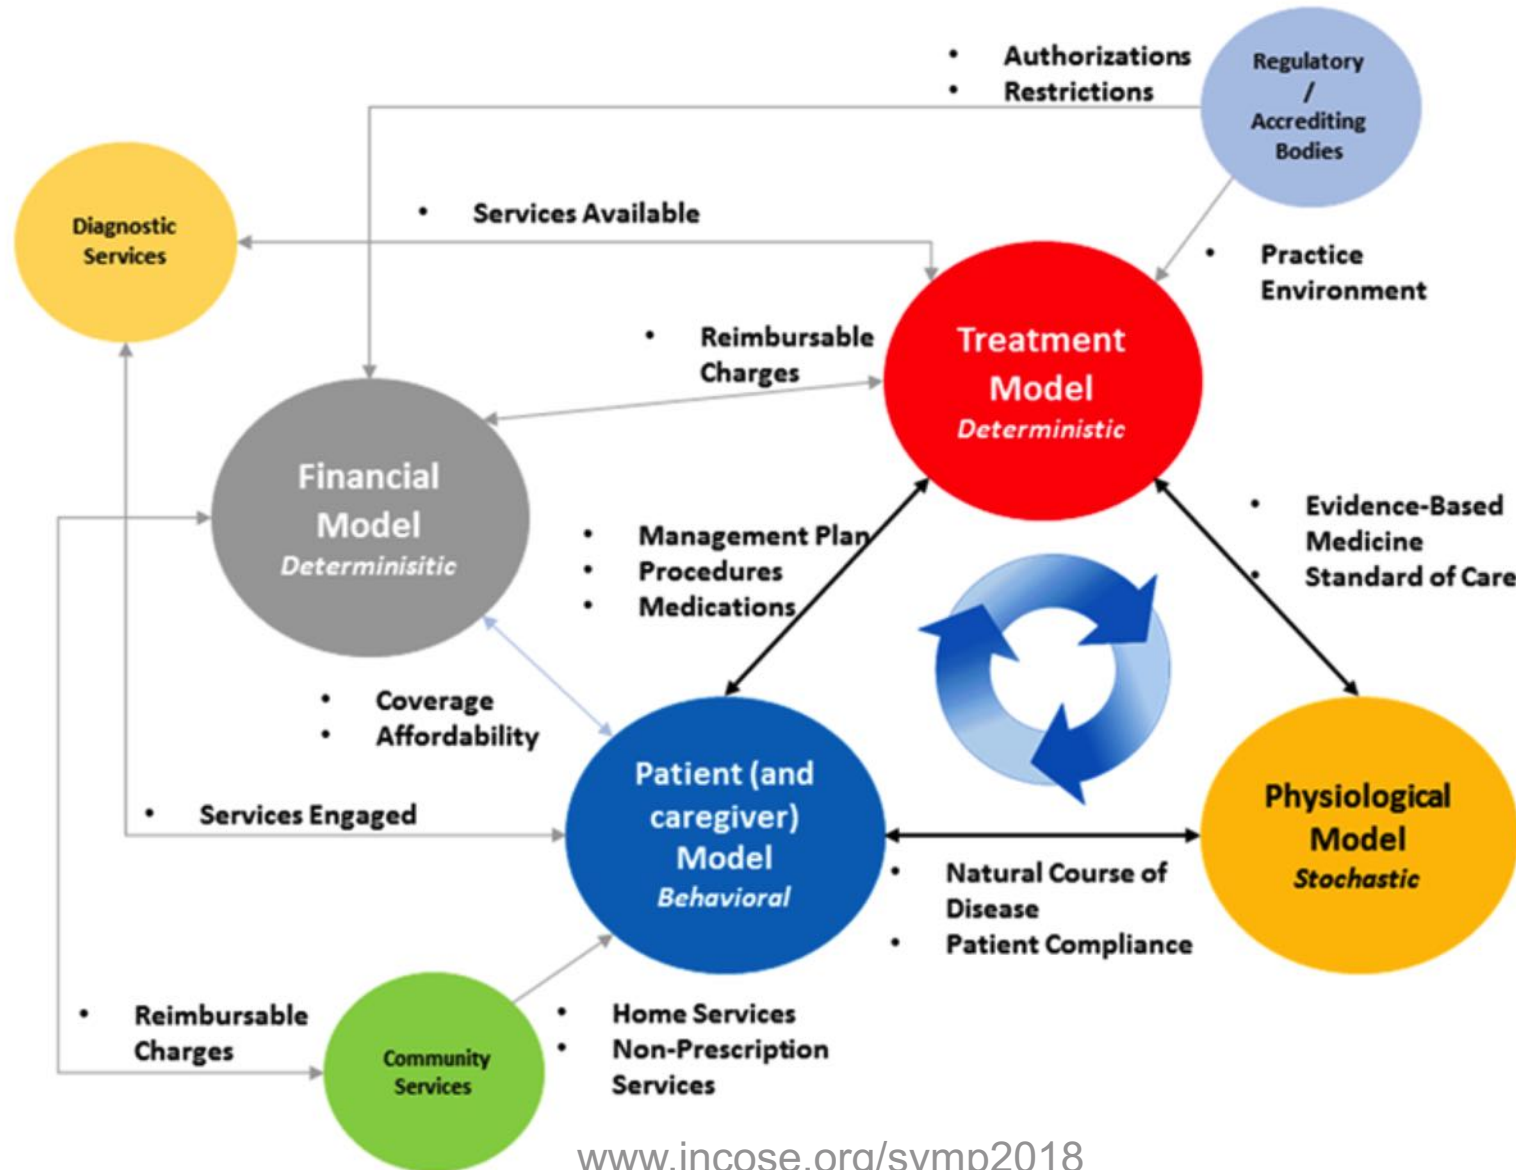 • Authorizations
• Restrictions
Regulatory
/
Accrediting
Bodies
Diagnostic
Services
• Services Available
• Practice
Environment
• Reimbursable
Charges
Treatment
Model
Deterministic
Financial
Model
Determinisitic
• Management Plan
• Procedures
• Medications
• Evidence-Based
Medicine
• Standard of Care
• Coverage
• Affordability
Patient (and
caregiver)
Model
Behavioral
Physiological
Model
Stochastic
• Services Engaged
• Natural Course of
Disease
• Patient Compliance
• Reimbursable
Charges
Community
Services
• Home Services
• Non-Prescription
Services
www.incose.org/symp2018